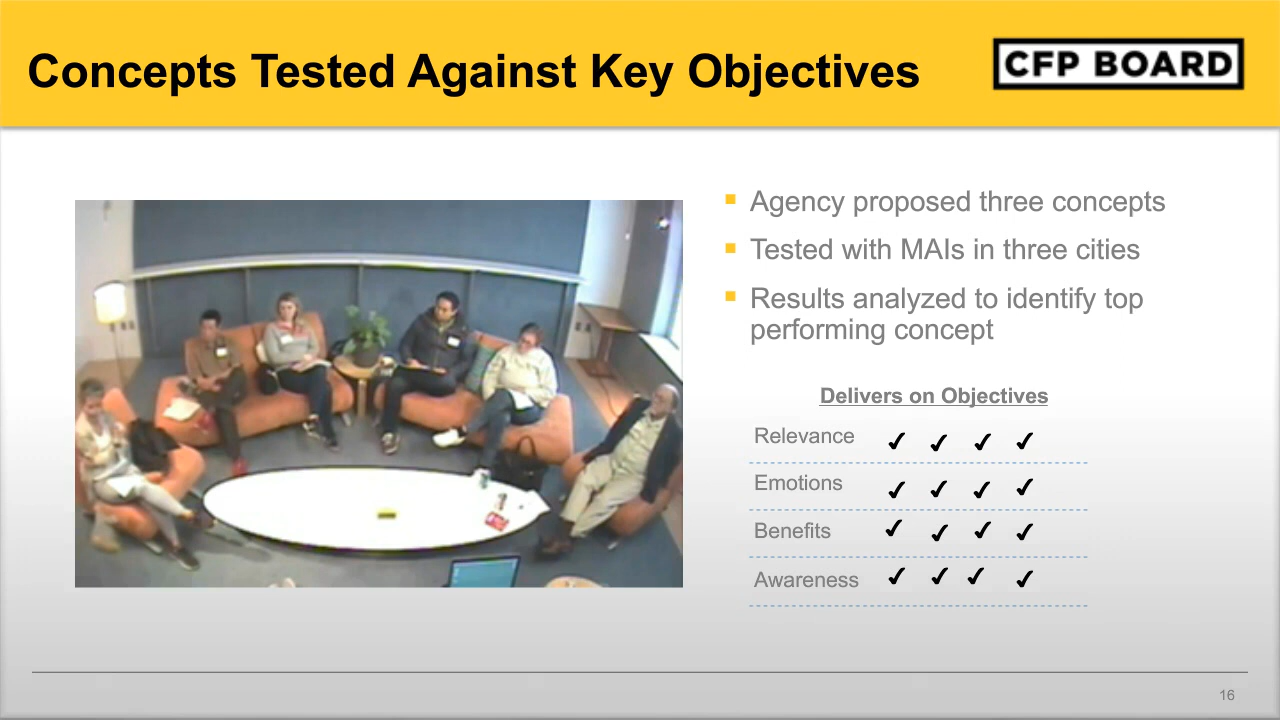 Concepts Tested Against Key Objectives
CFP BOARD
Agency proposed three concepts
Tested with MAIs in three cities
Results analyzed to identify top
performing concept
Delivers on Objectives
Relevance ✓ ✓ ✓ ✓
Emotions ✓ ✓ ✓ ✓
Benefits ✓ ✓ ✓ ✓
Awareness ✓ ✓ ✓ ✓
16